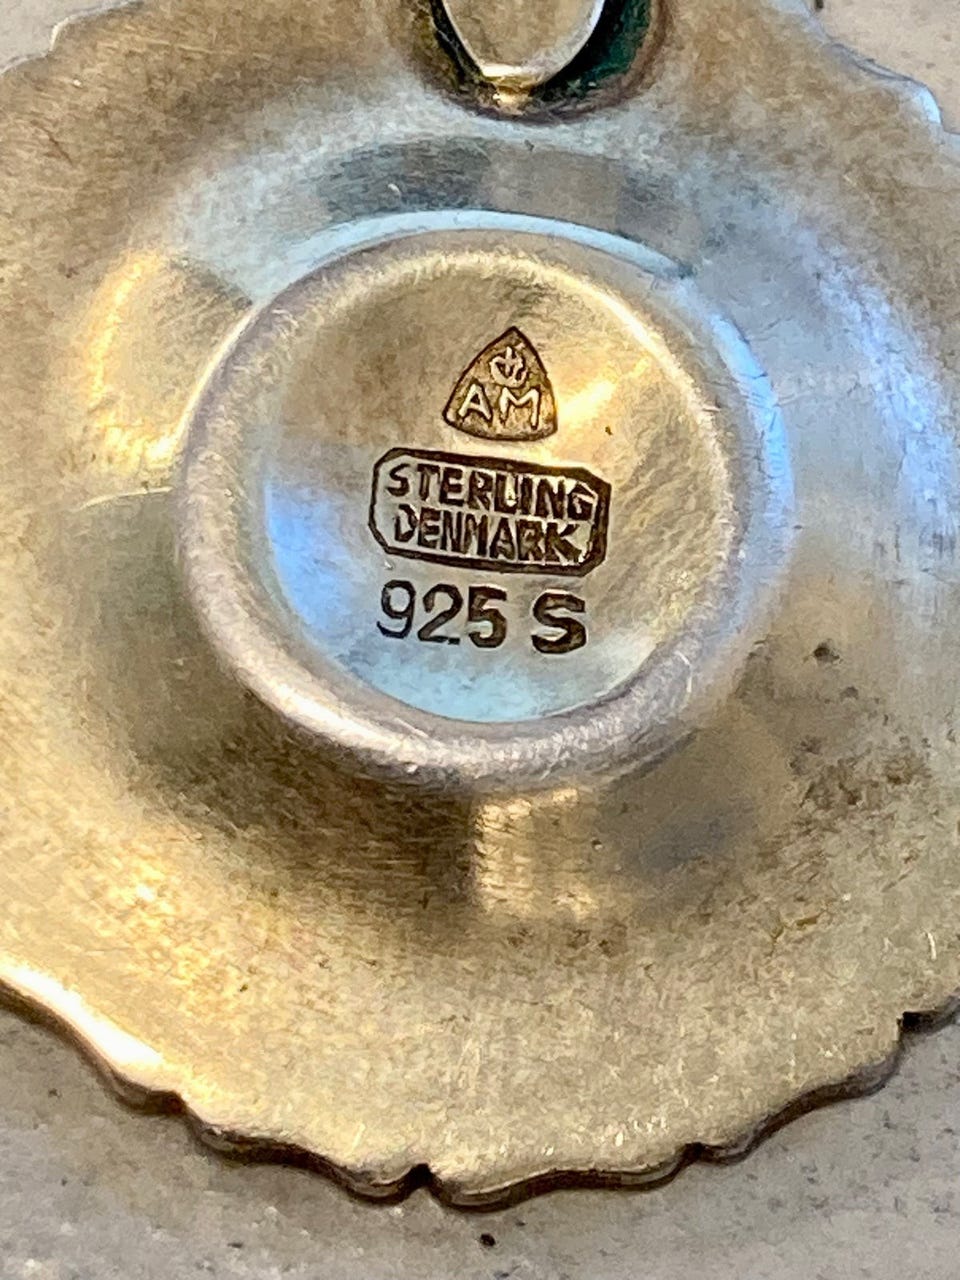 AM
STERLING
DENMARK
925 S